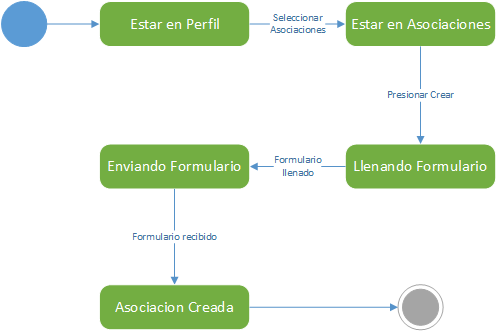 Estar en Perfil
Seleccionar
Asociaciones
Estar en Asociaciones
Presionar Crear
Llenando Formulario
Formulario
llenado
Enviando Formulario
Formulario recibido
Asociacion Creada